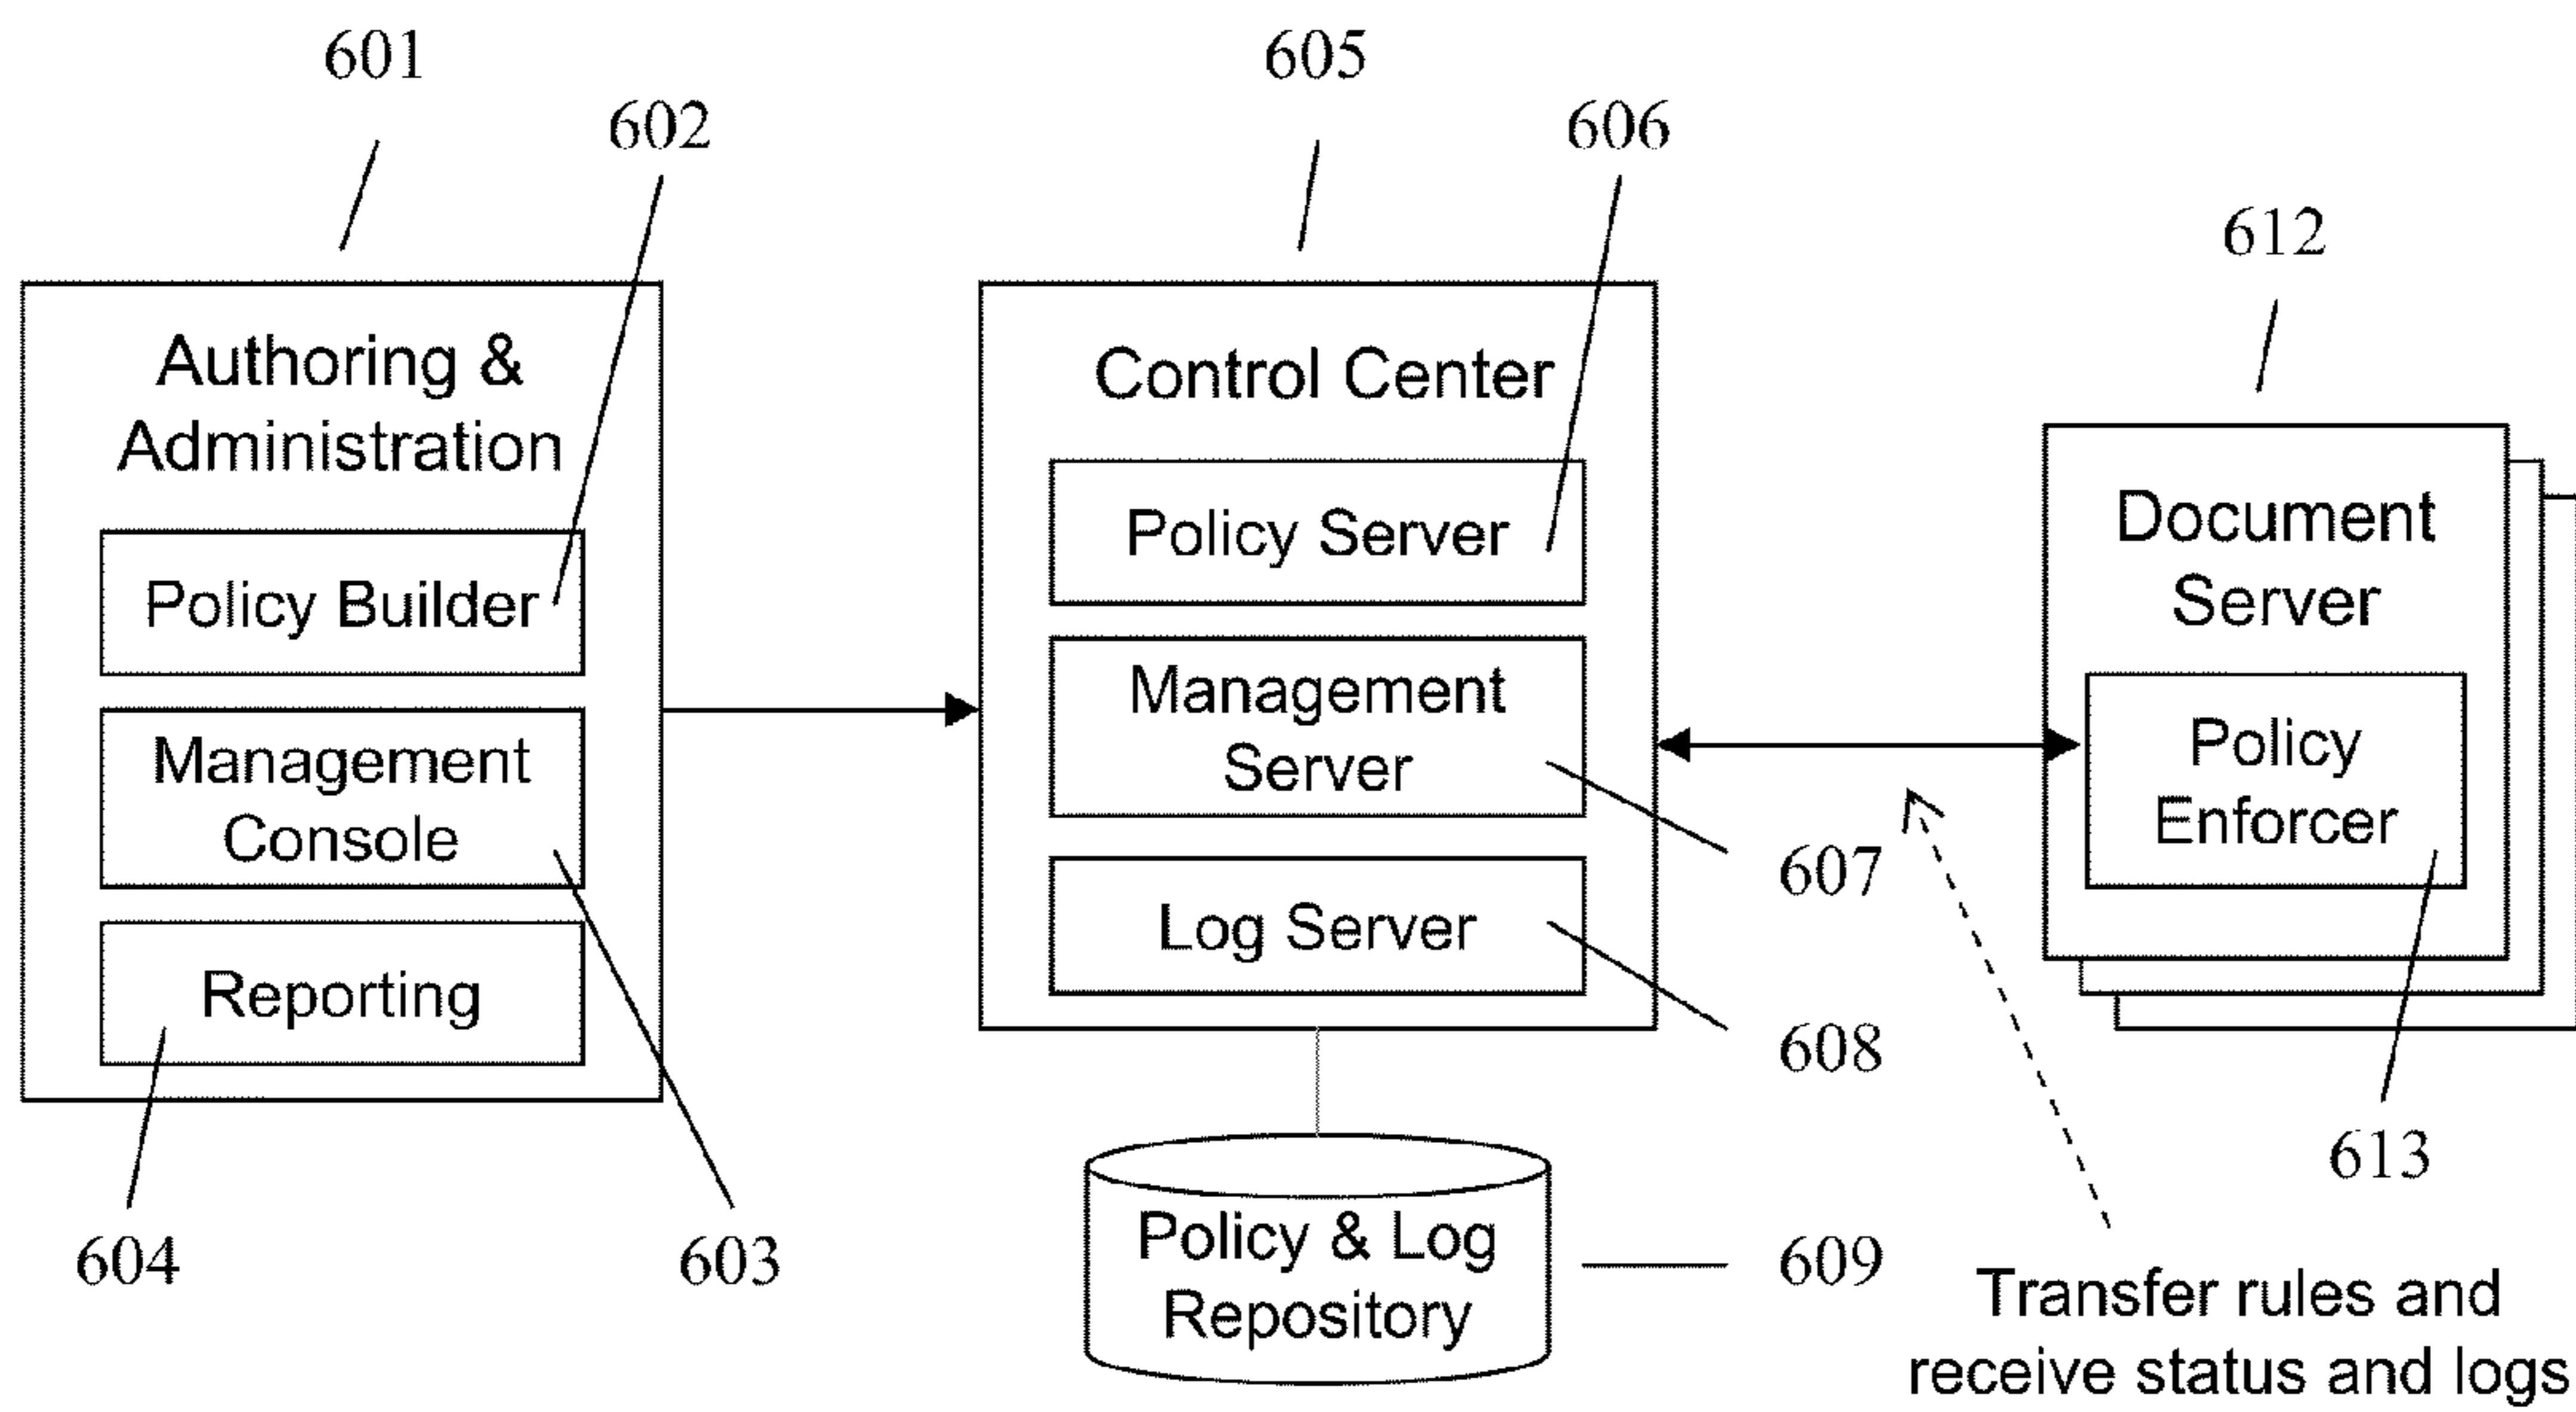 601
602
605
606
612
Authoring &
Administration
Policy Builder
Management
Console
Reporting
604
603
Control Center
Policy Server
Management
Server
Log Server
607
608
Policy & Log
Repository
609
Document
Server
Policy
Enforcer
613
Transfer rules and
receive status and logs